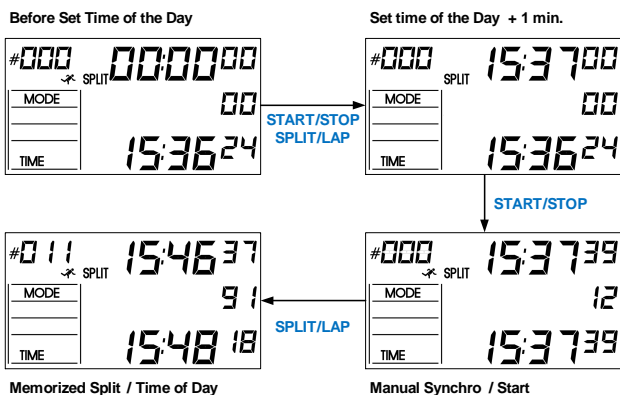 Before Set Time of the Day
#000 SPLIT 00:00 00
MODE 00
TIME 15:36 24
START/STOP
SPLIT/LAP
Set time of the Day + 1 min.
#000 SPLIT 15:37 00
MODE 00
TIME 15:36 24
START/STOP
#000 SPLIT 15:37 39
MODE 12
TIME 15:37 39
Manual Synchro / Start
SPLIT/LAP
#011 SPLIT 15:46 37
MODE 91
TIME 15:48 18
Memorized Split / Time of Day